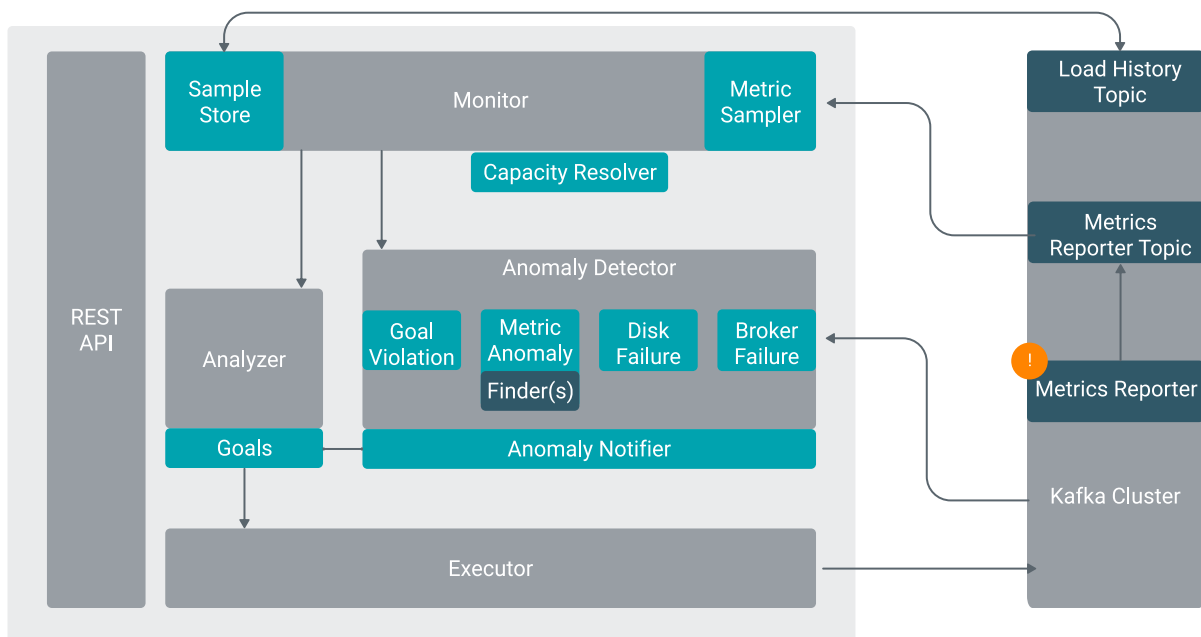 Sample
Store
Monitor
Metric
Sampler
Load History
Topic
Capacity Resolver
Metrics
Reporter Topic
Anomaly Detector
REST
API
Analyzer
Goal
Violation
Metric
Anomaly
Finder(s)
Disk
Failure
Broker
Failure
!
Metrics Reporter
Goals
Anomaly Notifier
Kafka Cluster
Executor